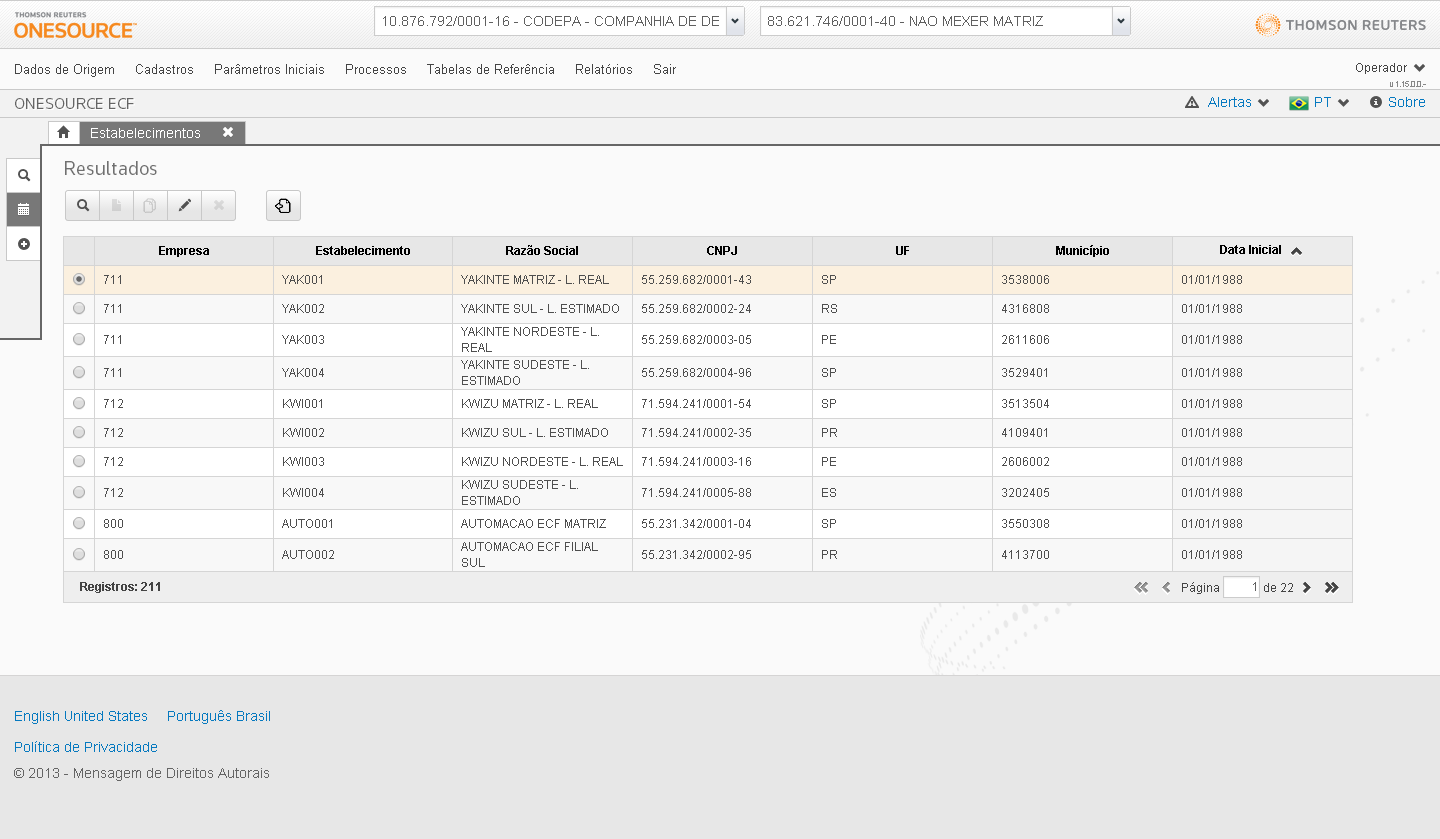 THOMSON REUTERS
ONESOURCE™
10.876.792/0001-16 - CODEPA - COMPANHIA DE DE
83.621.746/0001-40 - NAO MEXER MATRIZ
THOMSON REUTERS
Dados de Origem Cadastros Parâmetros Iniciais Processos Tabelas de Referência Relatórios Sair
Operador
ONESOURCE ECF
Alertas PT Sobre
Estabelecimentos
Resultados
Empresa Estabelecimento Razão Social CNPJ UF Município Data Inicial
711 YAK001 YAKINTE MATRIZ - L. REAL 55.259.682/0001-43 SP 3538006 01/01/1988
711 YAK002 YAKINTE SUL - L. ESTIMADO 55.259.682/0002-24 RS 4316808 01/01/1988
711 YAK003 YAKINTE NORDESTE - L.
REAL 55.259.682/0003-05 PE 2611606 01/01/1988
711 YAK004 YAKINTE SUDESTE - L.
ESTIMADO 55.259.682/0004-96 SP 3529401 01/01/1988
712 KWI001 KWIZU MATRIZ - L. REAL 71.594.241/0001-54 SP 3513504 01/01/1988
712 KWI002 KWIZU SUL - L. ESTIMADO 71.594.241/0002-35 PR 4109401 01/01/1988
712 KWI003 KWIZU NORDESTE - L. REAL 71.594.241/0003-16 PE 2606002 01/01/1988
712 KWI004 KWIZU SUDESTE - L.
ESTIMADO 71.594.241/0005-88 ES 3202405 01/01/1988
800 AUTO001 AUTOMACAO ECF MATRIZ 55.231.342/0001-04 SP 3550308 01/01/1988
800 AUTO002 AUTOMACAO ECF FILIAL
SUL 55.231.342/0002-95 PR 4113700 01/01/1988
Registros: 211
Página 1 de 22
English United States Português Brasil
Política de Privacidade
© 2013 - Mensagem de Direitos Autorais